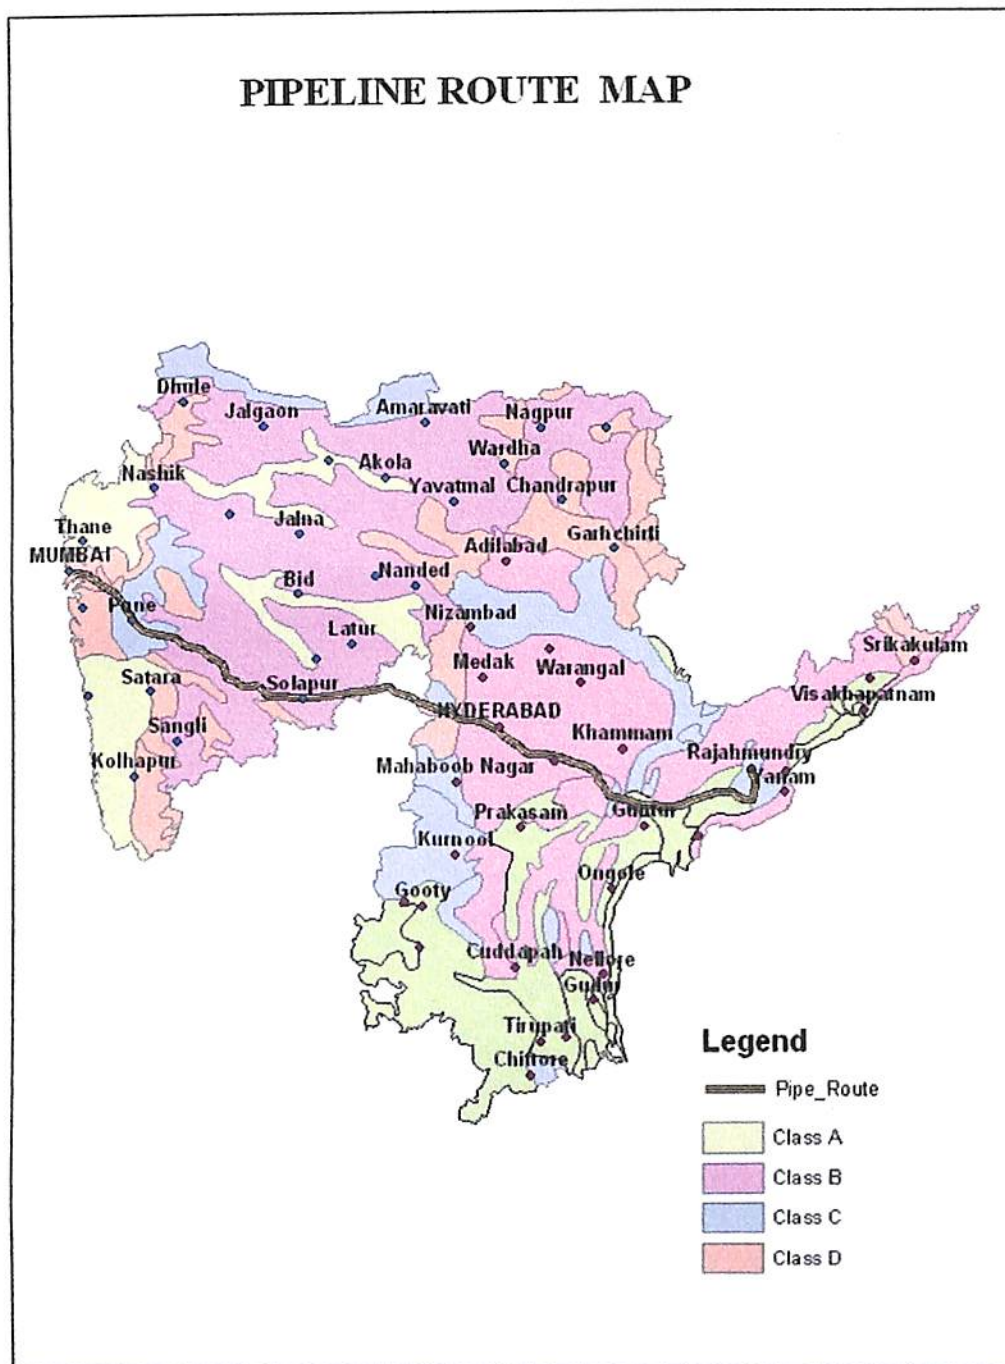 PIPELINE ROUTE MAP
Dhule
Jalgaon
Amaravati
Nagpur
Wardha
Akola
Nashik
Yavatmal
Chandrapur
Jalna
Thane
Garhchirli
MUMBAI
Adilabad
Bid
Nanded
Pune
Nizambad
Latur
Srikakulam
Medak
Warangal
Satara
Solapur
Visakhapatnam
HYDERABAD
Sangli
Khammam
Kolhapur
Rajahmundry
Mahaboob Nagar
Yanam
Prakasam
Guntur
Kurnool
Ongole
Gooty
Cuddapah
Nellore
Gudur
Tirupati
Chittore
Legend
Pipe_Route
Class A
Class B
Class C
Class D